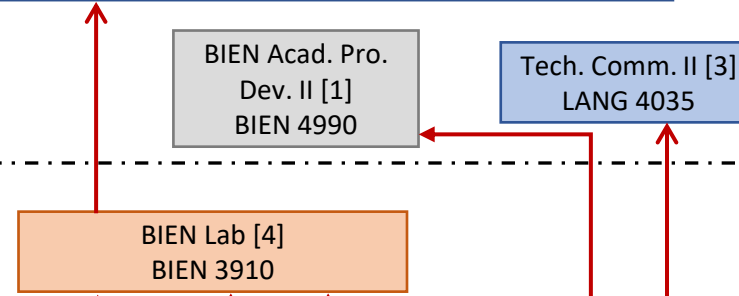 BIEN Acad. Pro.
Dev. II [1]
BIEN 4990
Tech. Comm. II [3]
LANG 4035
BIEN Lab [4]
BIEN 3910